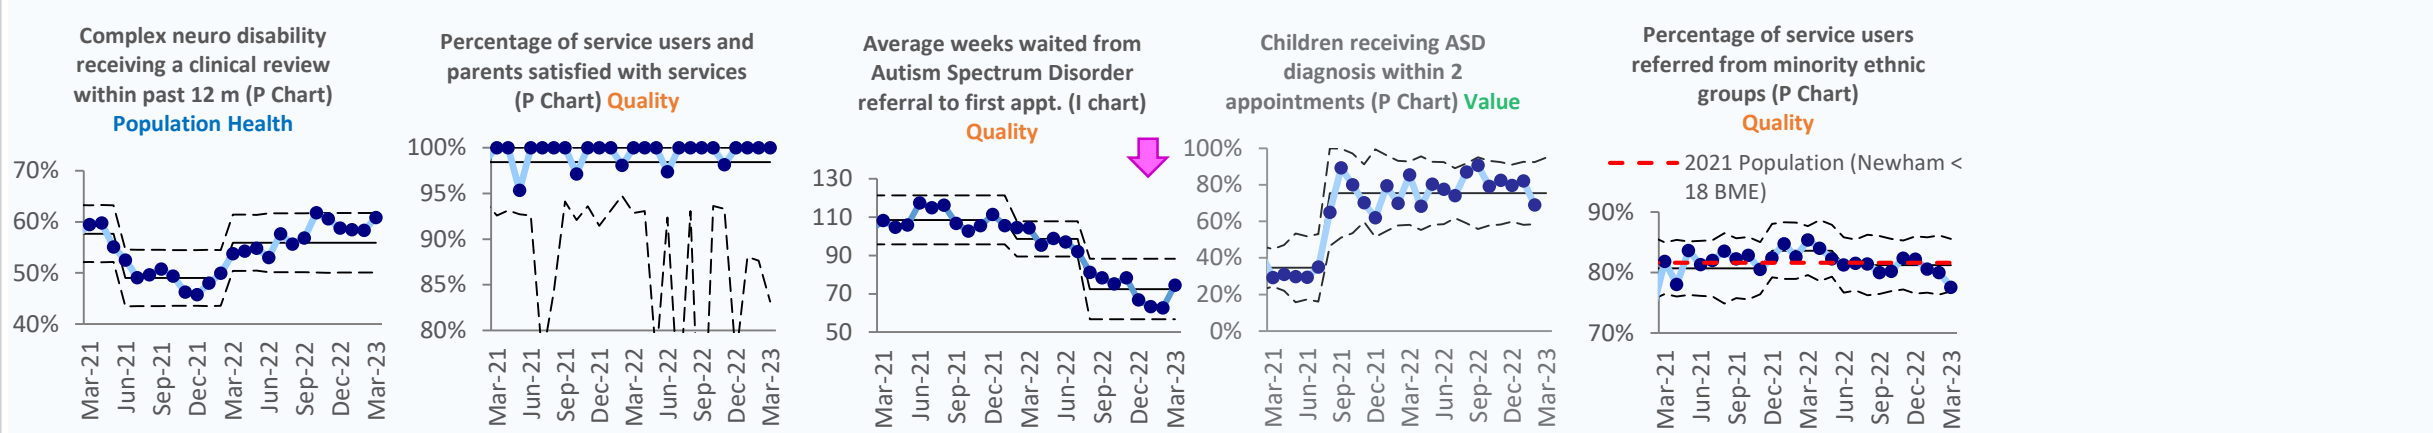 Complex neuro disability
receiving a clinical review
within past 12 m (P Chart)
Population Health
70%
60%
50%
40%
Mar-21
Jun-21
Sep-21
Dec-21
Mar-22
Jun-22
Sep-22
Dec-22
Mar-23
Percentage of service users and
parents satisfied with services
(P Chart) Quality
100%
95%
90%
85%
80%
Mar-21
Jun-21
Sep-21
Dec-21
Mar-22
Jun-22
Sep-22
Dec-22
Mar-23
Average weeks waited from
Autism Spectrum Disorder
referral to first appt. (I chart)
Quality
130
110
90
70
50
Mar-21
Jun-21
Sep-21
Dec-21
Mar-22
Jun-22
Sep-22
Dec-22
Mar-23
Children receiving ASD
diagnosis within 2
appointments (P Chart) Value
100%
80%
60%
40%
20%
0%
Mar-21
Jun-21
Sep-21
Dec-21
Mar-22
Jun-22
Sep-22
Dec-22
Mar-23
Percentage of service users
referred from minority ethnic
groups (P Chart)
Quality
2021 Population (Newham <
18 BME)
90%
80%
70%
Mar-21
Jun-21
Sep-21
Dec-21
Mar-22
Jun-22
Sep-22
Dec-22
Mar-23